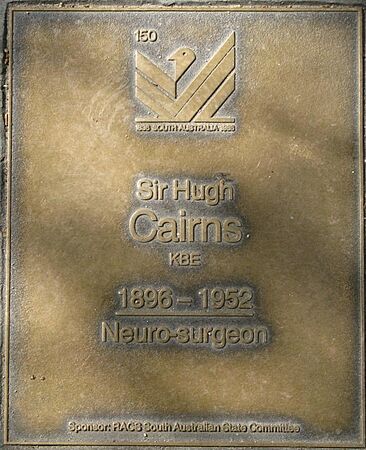 150
1836 SOUTH AUSTRALIA 1986
Sir Hugh
Cairns
KBE
1896 – 1952
Neuro-surgeon
Sponsor: RACS South Australian State Committee